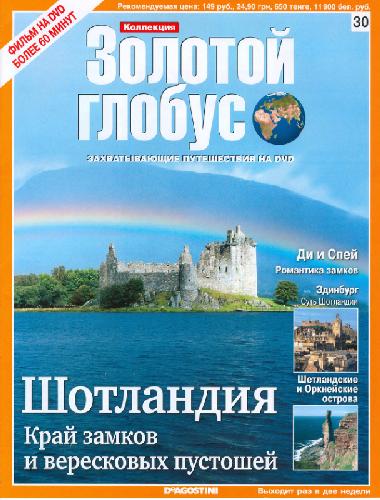 Рекомендуемая цена: 149 руб., 24,90 грн, 550 тенге, 11 900 бел. руб.
30
ФИЛЬМ НА DVD
БОЛЕЕ 60 МИНУТ
Коллекция
Золотой
глобус
ЗАХВАТЫВАЮЩИЕ ПУТЕШЕСТВИЯ НА DVD
Ди и Спей
Романтика замков
Эдинбург
Суть Шотландии
Шетландские
и Оркнейские
острова
Шотландия
Край замков
и вересковых пустошей
DeAGOSTINI
Выходит раз в две недели